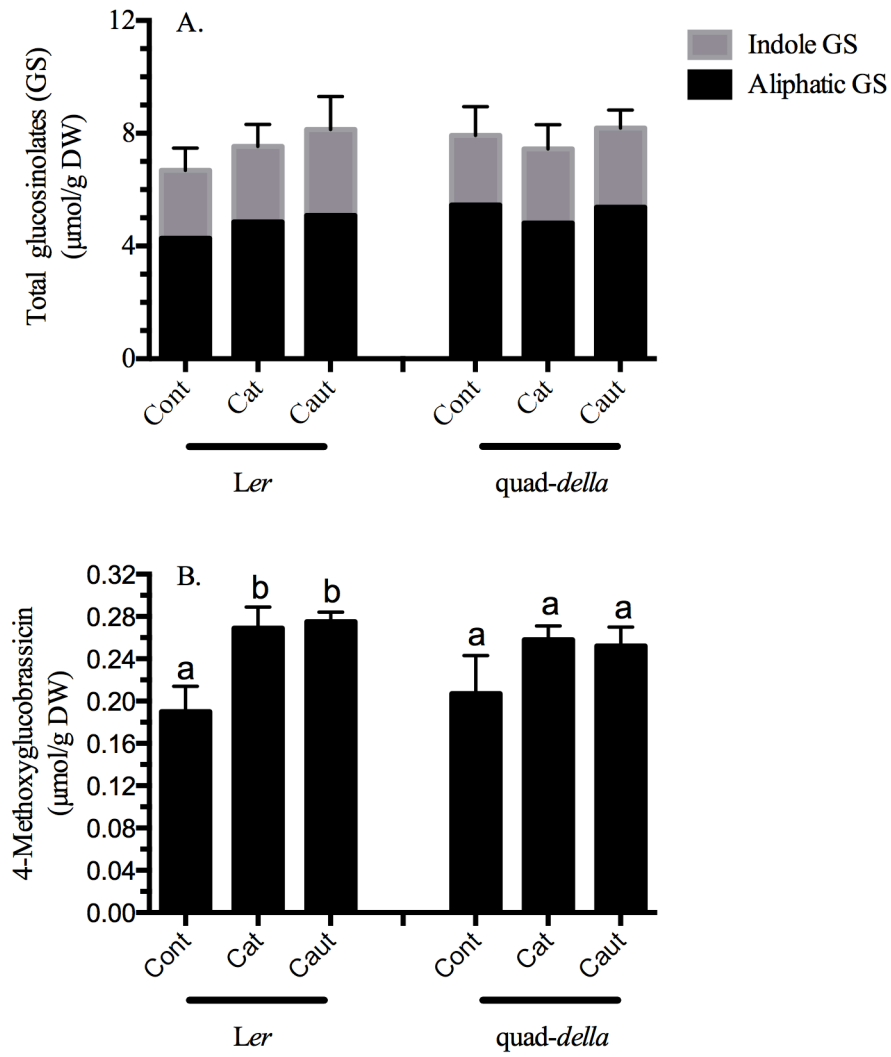 A.
Indole GS
Aliphatic GS
Total glucosinolates (GS)
(µmol/g DW)
12
8
4
0
Cont Cat Caut Cont Cat Caut
Ler quad-della
B.
4-Methoxyglucobrassicin
(µmol/g DW)
0.32
0.28
0.24
0.20
0.16
0.12
0.08
0.04
0.00
a b b a a a
Cont Cat Caut Cont Cat Caut
Ler quad-della